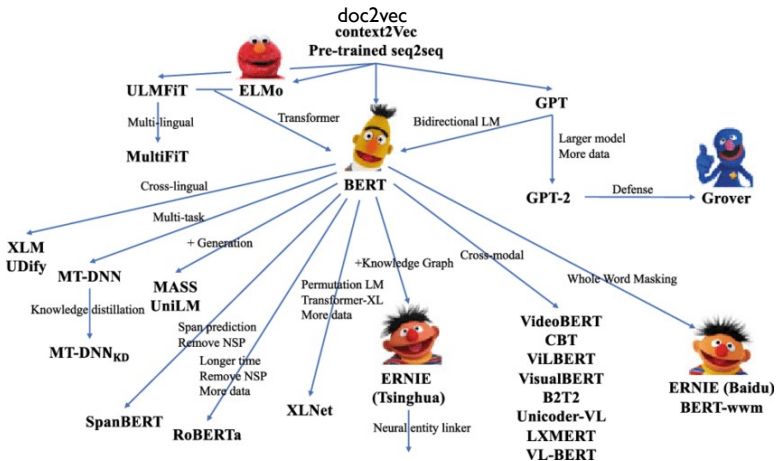 doc2vec
context2Vec
Pre-trained seq2seq
ULMFiT
ELMo
GPT
Multi-lingual
Transformer
Bidirectional LM
Larger model
More data
MultiFiT
BERT
Cross-lingual
GPT-2
Defense
Grover
Multi-task
+ Generation
XLM
UDify
MT-DNN
MASS
UniLM
Cross-modal
+Knowledge Graph
Whole Word Masking
Permutation LM
Transformer-XL
More data
Knowledge distillation
Span prediction
Remove NSP
MT-DNNKD
Longer time
Remove NSP
More data
SpanBERT
RoBERTa
XLNet
ERNIE
(Tsinghua)
Neural entity linker
VideoBERT
CBT
ViLBERT
VisualBERT
B2T2
Unicoder-VL
LXMERT
VL-BERT
ERNIE (Baidu)
BERT-wwm